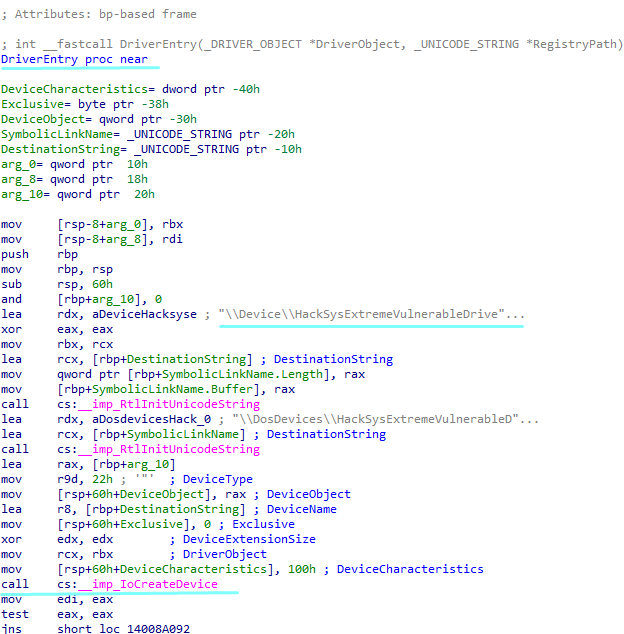 ; Attributes: bp-based frame
; int __fastcall DriverEntry(_DRIVER_OBJECT *DriverObject, _UNICODE_STRING *RegistryPath)
DriverEntry proc near
DeviceCharacteristics= dword ptr -40h
Exclusive= byte ptr -38h
DeviceObject= qword ptr -30h
SymbolicLinkName= _UNICODE_STRING ptr -20h
DestinationString= _UNICODE_STRING ptr -10h
arg_0= qword ptr  10h
arg_8= qword ptr  18h
arg_10= qword ptr  20h
mov     [rsp-8+arg_0], rbx
mov     [rsp-8+arg_8], rdi
push    rbp
mov     rbp, rsp
sub     rsp, 60h
and     [rbp+arg_10], 0
lea     rdx, aDeviceHacksyse ; "\\Device\\HackSysExtremeVulnerableDrive"...
xor     eax, eax
mov     rbx, rcx
lea     rcx, [rbp+DestinationString] ; DestinationString
mov     qword ptr [rbp+SymbolicLinkName.Length], rax
mov     [rbp+SymbolicLinkName.Buffer], rax
call    cs:__imp_RtlInitUnicodeString
lea     rdx, aDosdevicesHack_0 ; "\\DosDevices\\HackSysExtremeVulnerableD"...
lea     rcx, [rbp+SymbolicLinkName] ; DestinationString
call    cs:__imp_RtlInitUnicodeString
lea     rax, [rbp+arg_10]
mov     r9d, 22h ; '"'  ; DeviceType
mov     [rsp+60h+DeviceObject], rax ; DeviceObject
lea     r8, [rbp+DestinationString] ; DeviceName
mov     [rsp+60h+Exclusive], 0 ; Exclusive
xor     edx, edx        ; DeviceExtensionSize
mov     rcx, rbx        ; DriverObject
mov     [rsp+60h+DeviceCharacteristics], 100h ; DeviceCharacteristics
call    cs:__imp_IoCreateDevice
mov     edi, eax
test    eax, eax
jns     short loc_14008A092